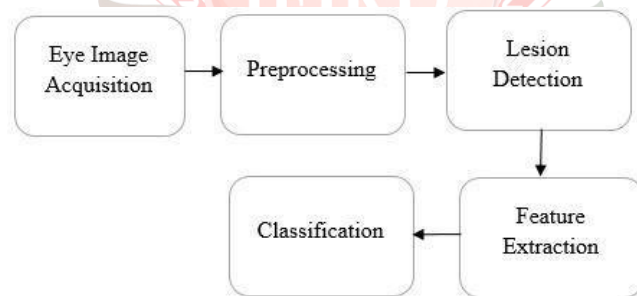 Eye Image
Acquisition
Preprocessing
Lesion
Detection
Feature
Extraction
Classification